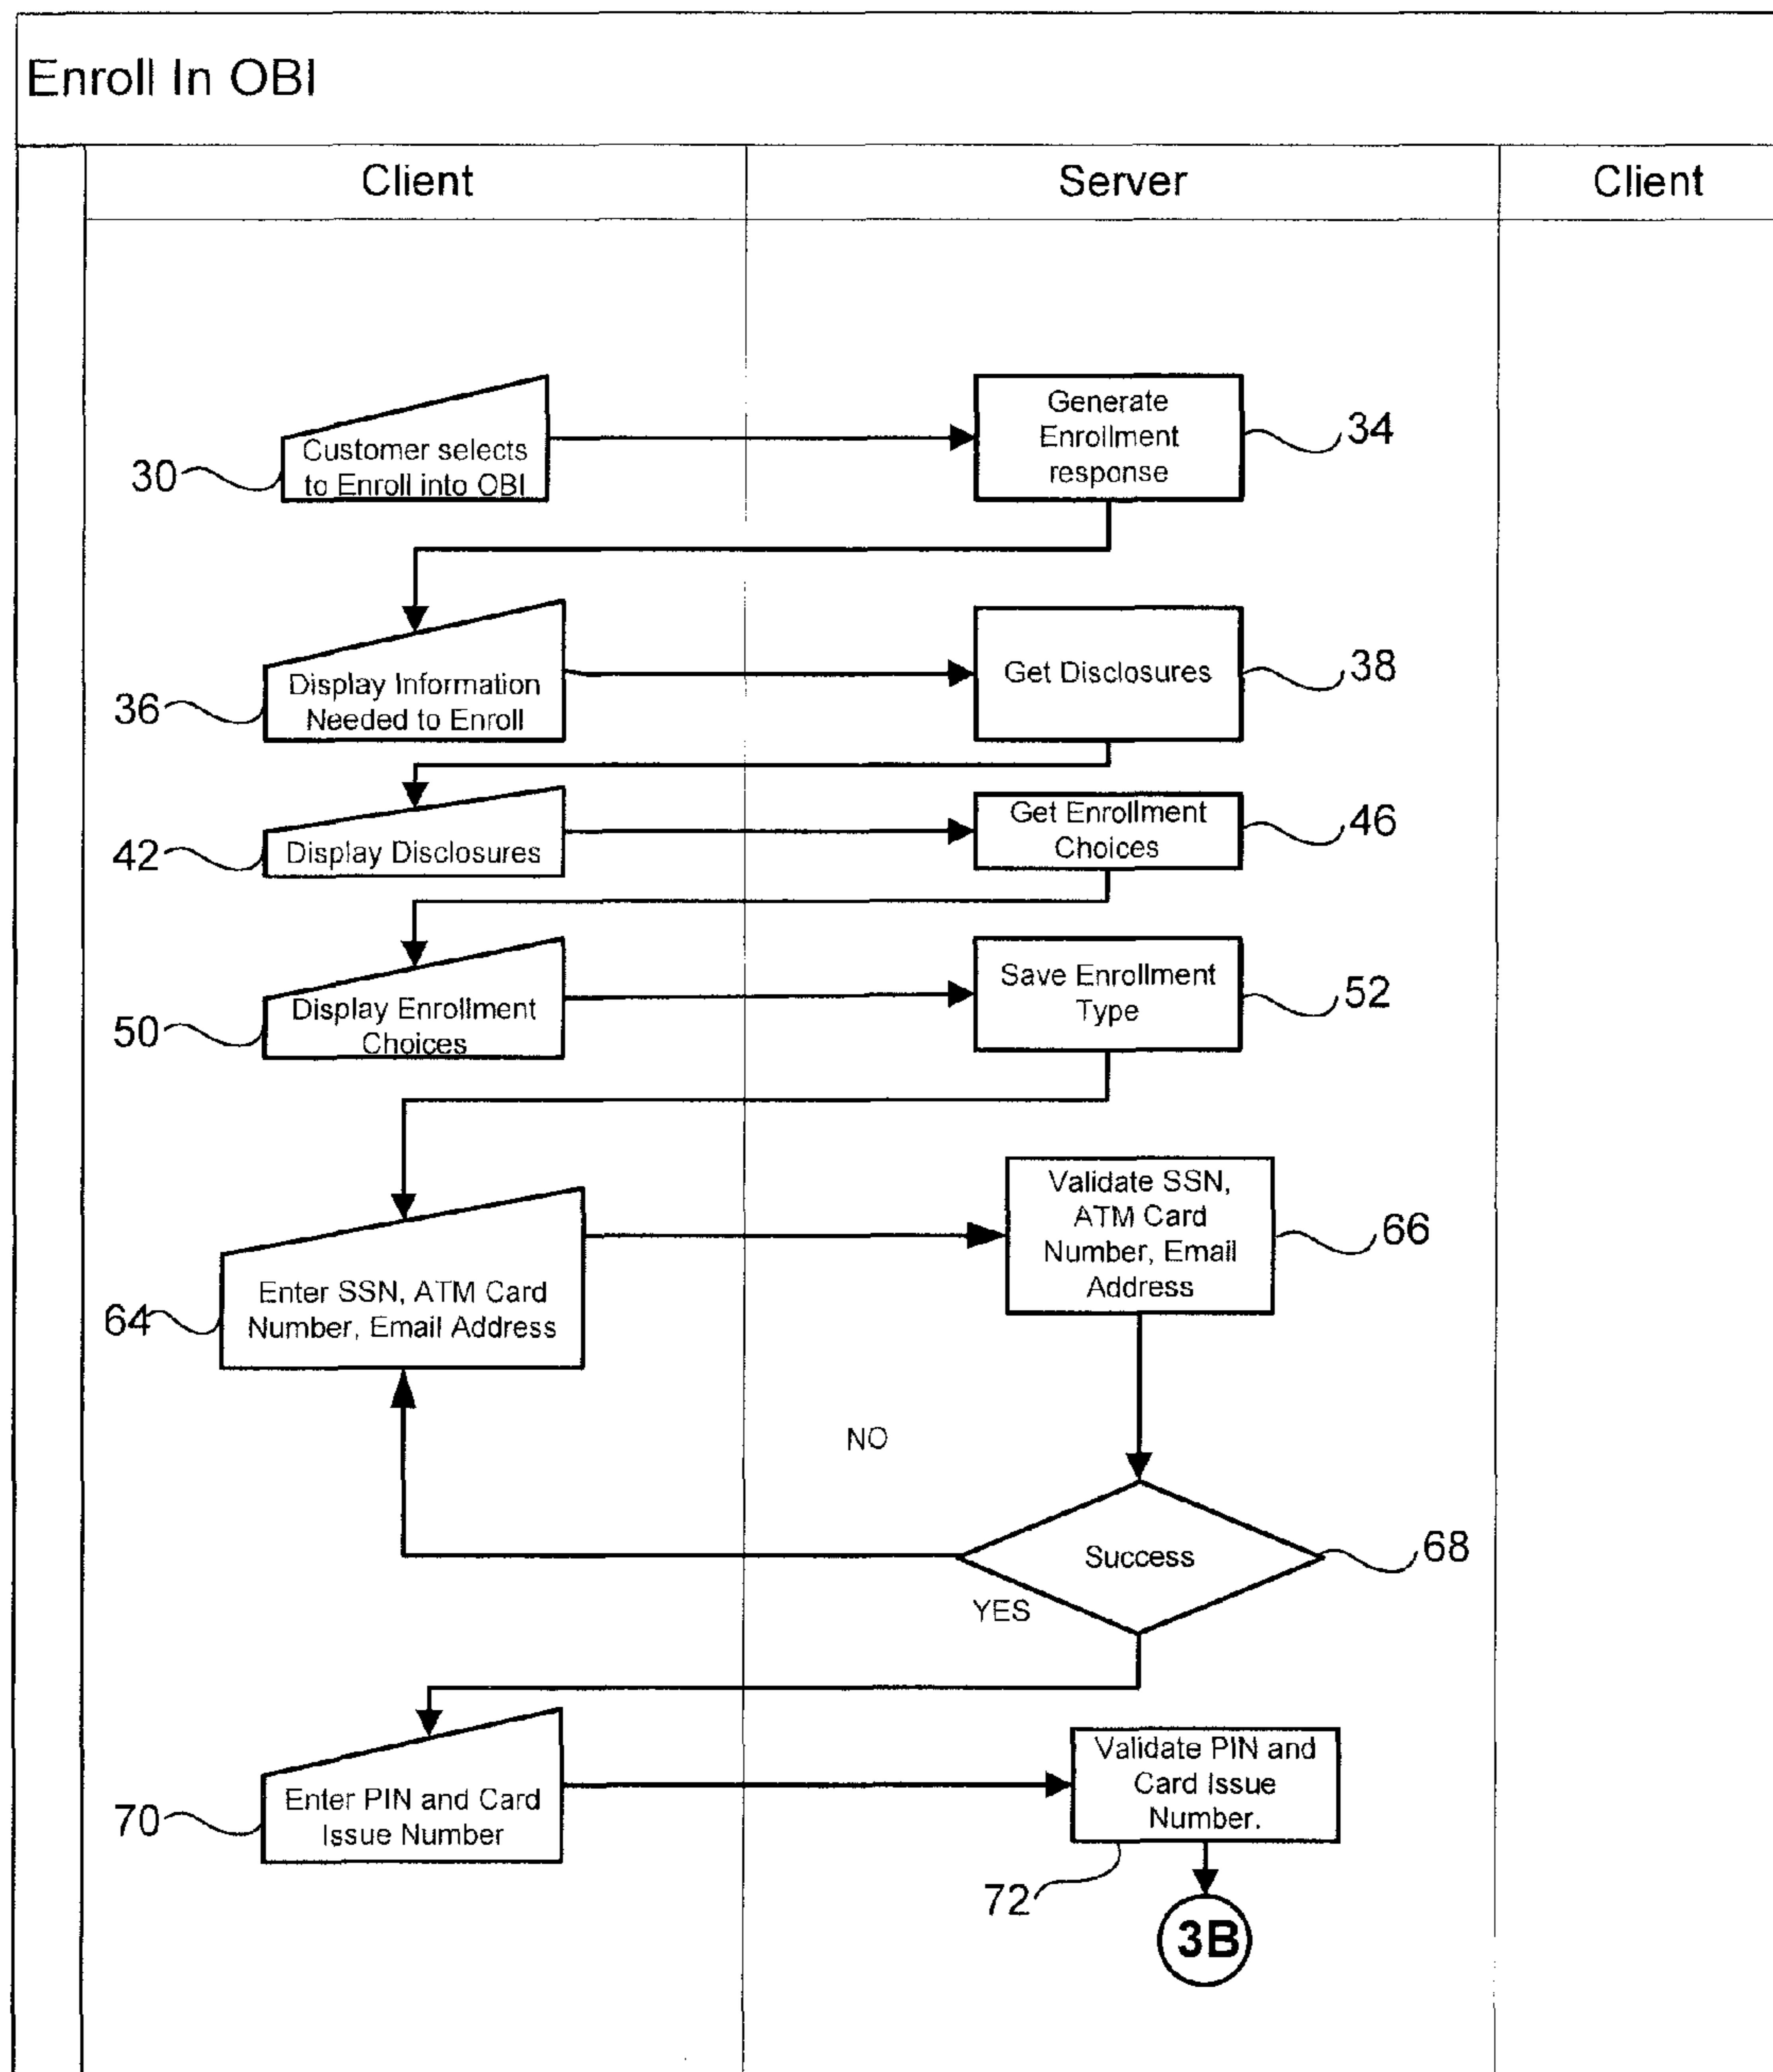 Enroll In OBI
Client
Server
Client
Customer selects
to Enroll into OBI
30
Generate
Enrollment
response
34
Display Information
Needed to Enroll
36
Get Disclosures
38
Display Disclosures
42
Get Enrollment
Choices
46
Display Enrollment
Choices
50
Save Enrollment
Type
52
Enter SSN, ATM Card
Number, Email Address
64
Validate SSN,
ATM Card
Number, Email
Address
66
NO
Success
68
YES
Enter PIN and Card
Issue Number
70
Validate PIN and
Card Issue
Number.
72
3B